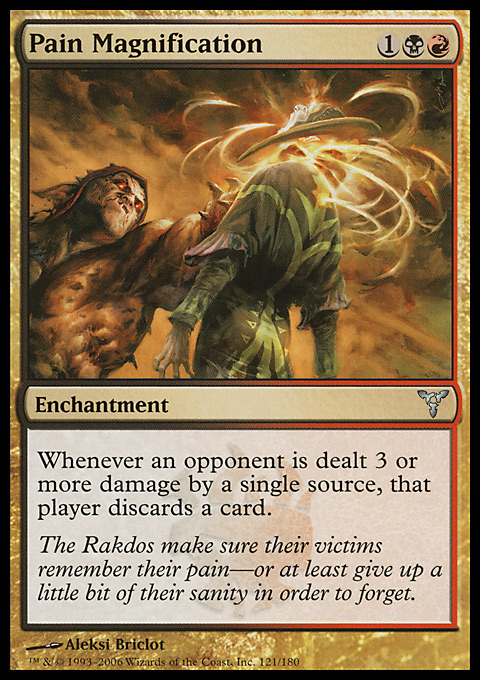 Pain Magnification
1
Enchantment
Whenever an opponent is dealt 3 or
more damage by a single source, that
player discards a card.
The Rakdos make sure their victims
remember their pain—or at least give up a
little bit of their sanity in order to forget.
Aleksi Briclot
™ & © 1993–2006 Wizards of the Coast, Inc. 121/180